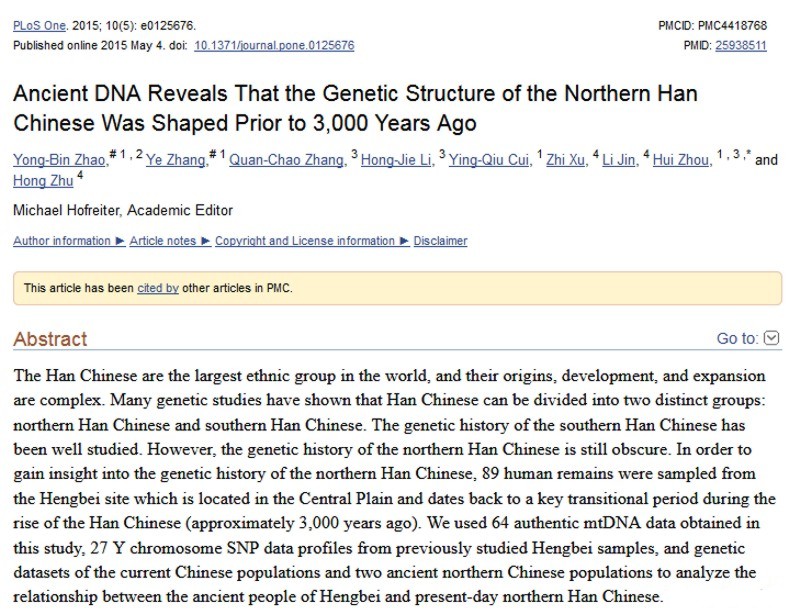 PLoS One. 2015; 10(5): e0125676. PMCID: PMC4418768
Published online 2015 May 4. doi: 10.1371/journal.pone.0125676 PMID: 25938511
Ancient DNA Reveals That the Genetic Structure of the Northern Han
Chinese Was Shaped Prior to 3,000 Years Ago
Yong-Bin Zhao,# 1 , 2 Ye Zhang,# 1 Quan-Chao Zhang, 3 Hong-Jie Li, 3 Ying-Qiu Cui, 1 Zhi Xu, 4 Li Jin, 4 Hui Zhou, 1 , 3 ,* and
Hong Zhu 4
Michael Hofreiter, Academic Editor
Author information ► Article notes ► Copyright and License information ► Disclaimer
This article has been cited by other articles in PMC.
Abstract Go to:
The Han Chinese are the largest ethnic group in the world, and their origins, development, and expansion
are complex. Many genetic studies have shown that Han Chinese can be divided into two distinct groups:
northern Han Chinese and southern Han Chinese. The genetic history of the southern Han Chinese has
been well studied. However, the genetic history of the northern Han Chinese is still obscure. In order to
gain insight into the genetic history of the northern Han Chinese, 89 human remains were sampled from
the Hengbei site which is located in the Central Plain and dates back to a key transitional period during the
rise of the Han Chinese (approximately 3,000 years ago). We used 64 authentic mtDNA data obtained in
this study, 27 Y chromosome SNP data profiles from previously studied Hengbei samples, and genetic
datasets of the current Chinese populations and two ancient northern Chinese populations to analyze the
relationship between the ancient people of Hengbei and present-day northern Han Chinese.